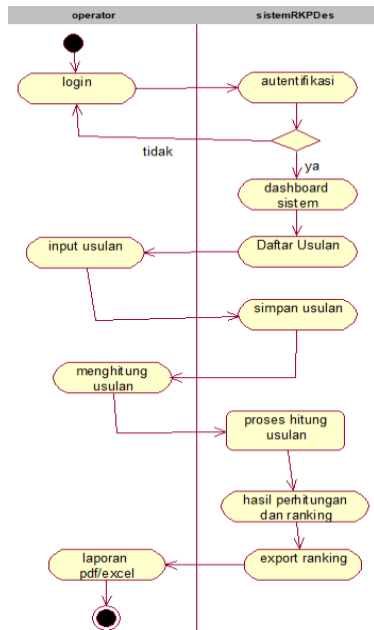 operator
sistemRKPDes
login
autentifikasi
tidak
ya
dashboard
sistem
input usulan
Daftar Usulan
simpan usulan
menghitung
usulan
proses hitung
usulan
hasil perhitungan
dan ranking
laporan
pdf/excel
export ranking